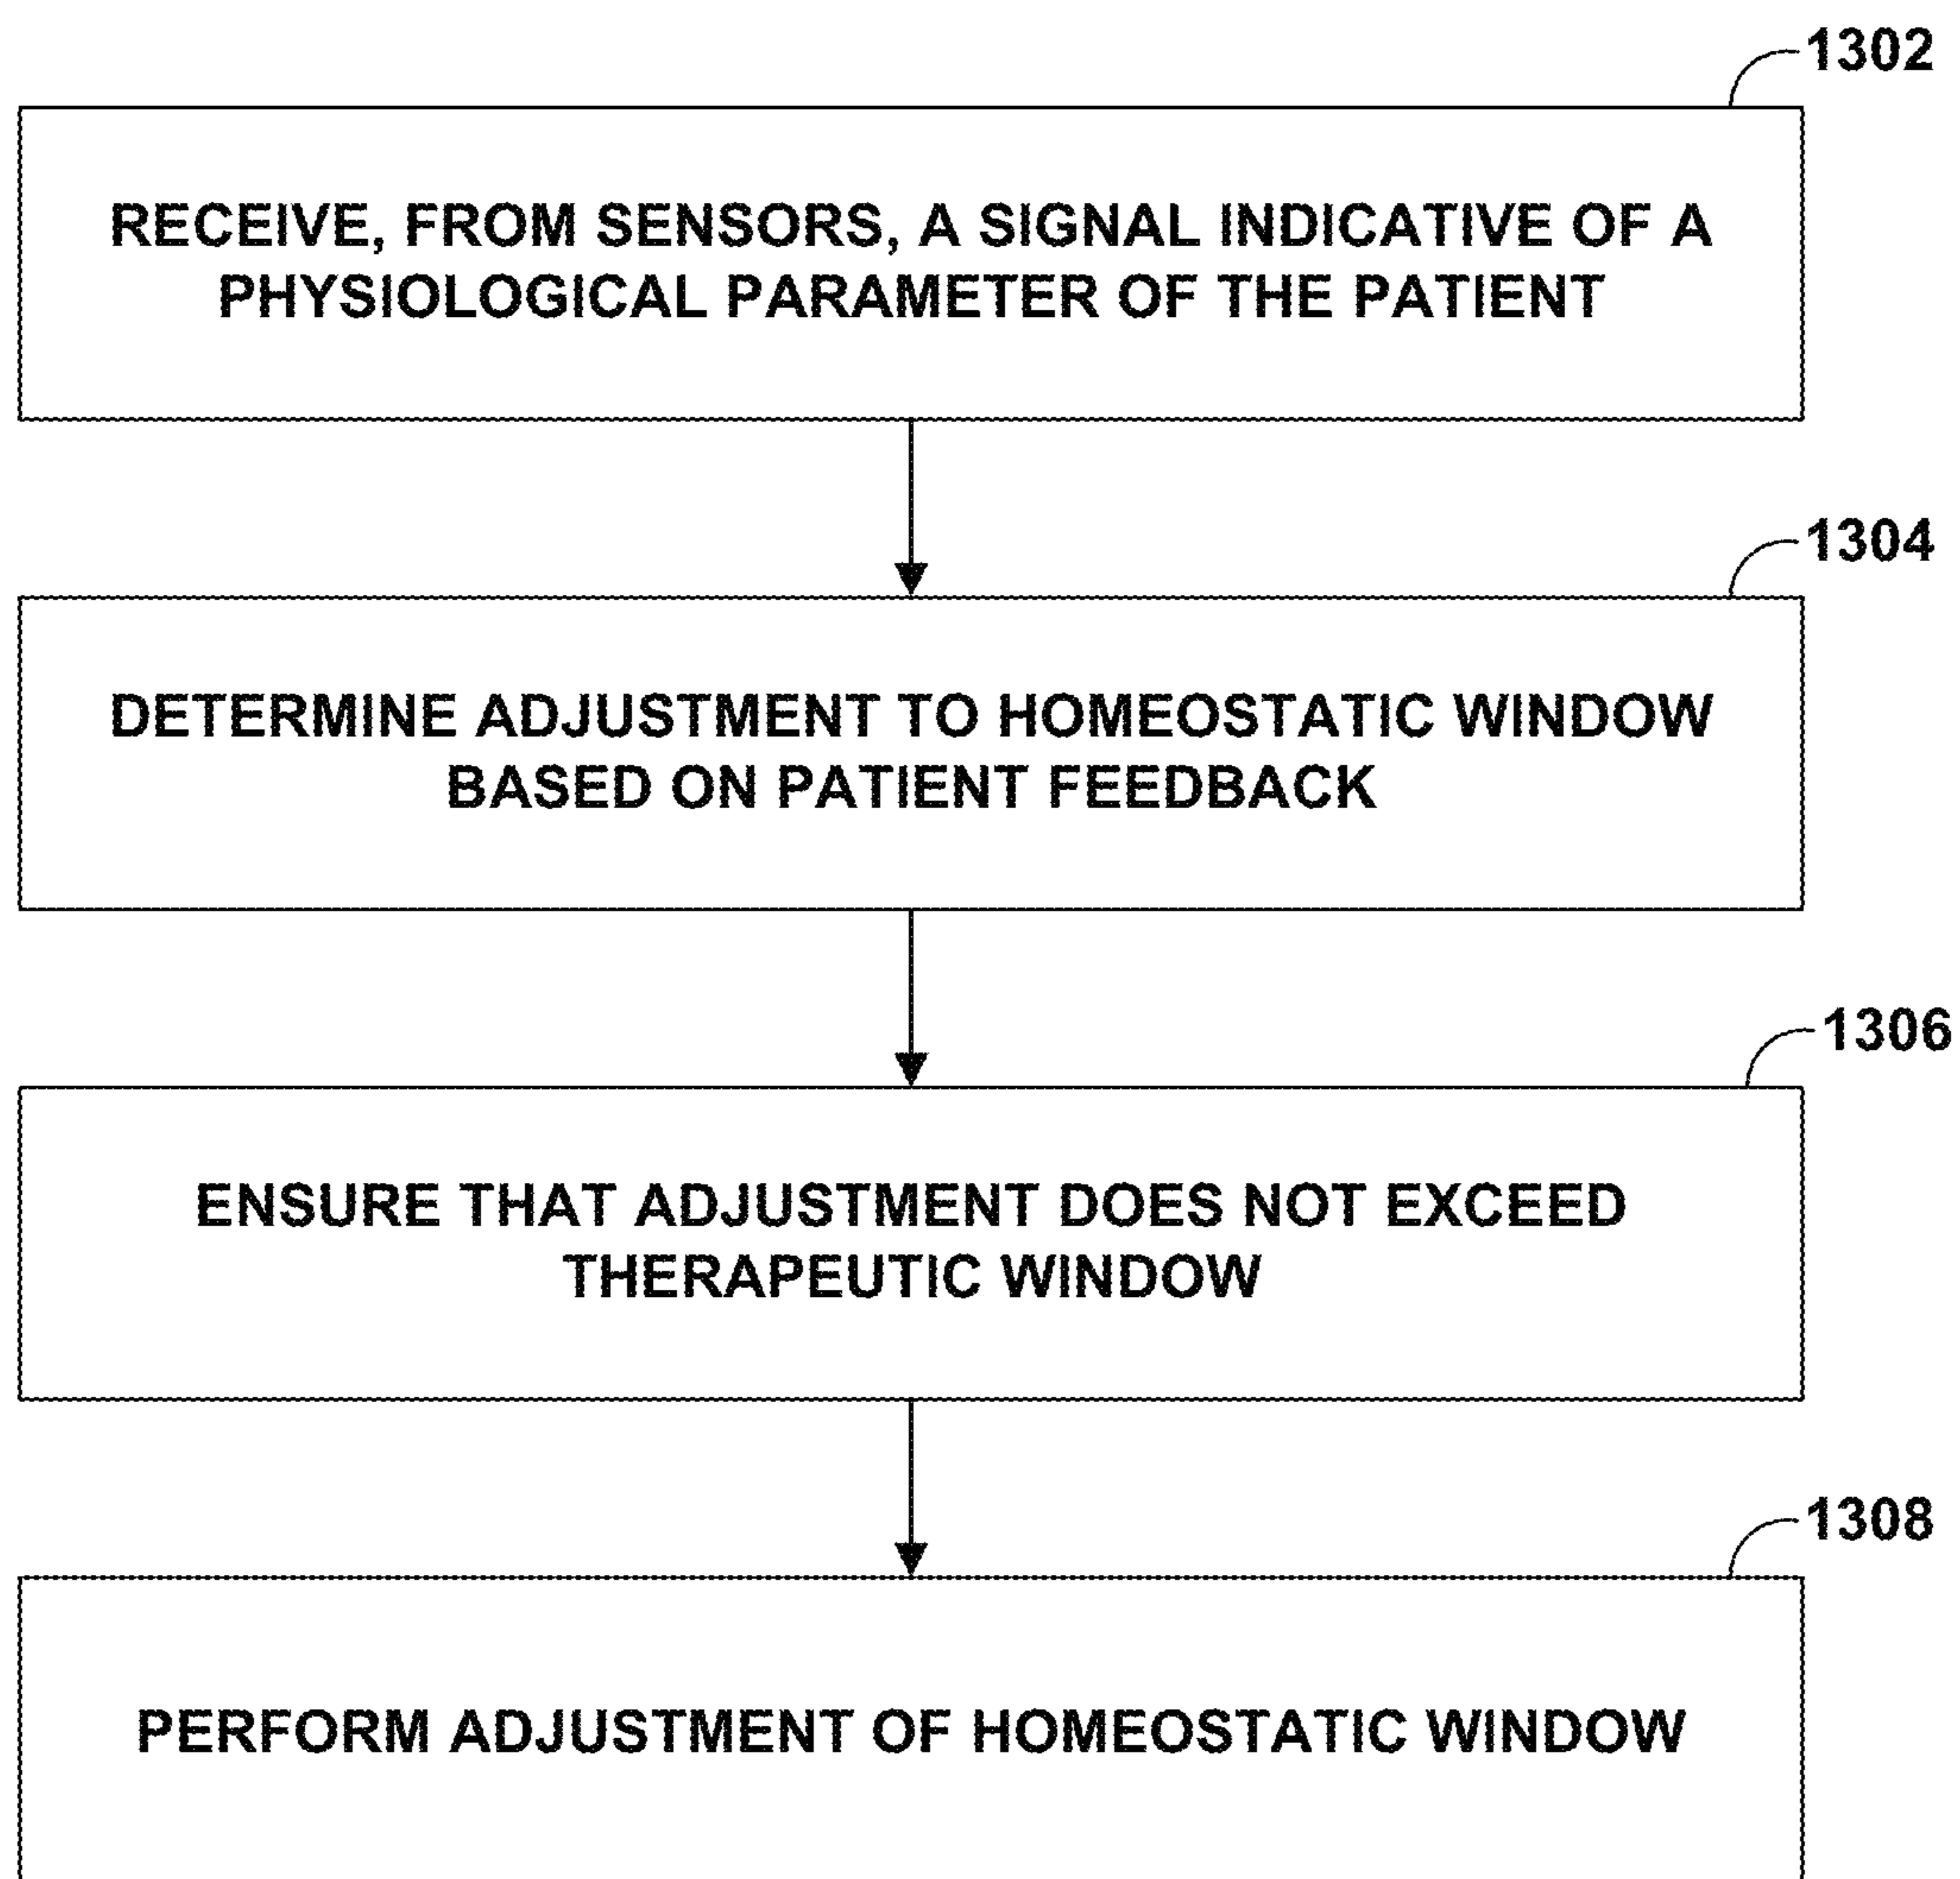 1302
RECEIVE, FROM SENSORS, A SIGNAL INDICATIVE OF A
PHYSIOLOGICAL PARAMETER OF THE PATIENT
1304
DETERMINE ADJUSTMENT TO HOMEOSTATIC WINDOW
BASED ON PATIENT FEEDBACK
1306
ENSURE THAT ADJUSTMENT DOES NOT EXCEED
THERAPEUTIC WINDOW
1308
PERFORM ADJUSTMENT OF HOMEOSTATIC WINDOW